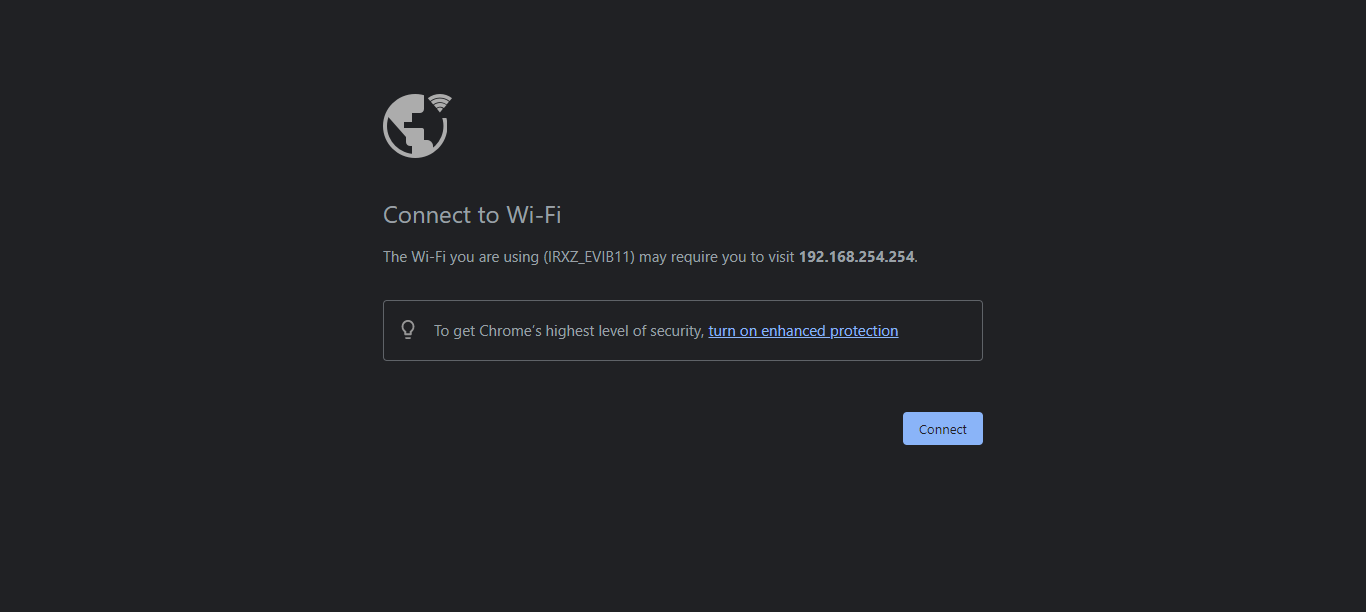 Connect to Wi-Fi
The Wi-Fi you are using (IRXZ_EVIB11) may require you to visit 192.168.254.254.
To get Chrome's highest level of security, turn on enhanced protection
Connect